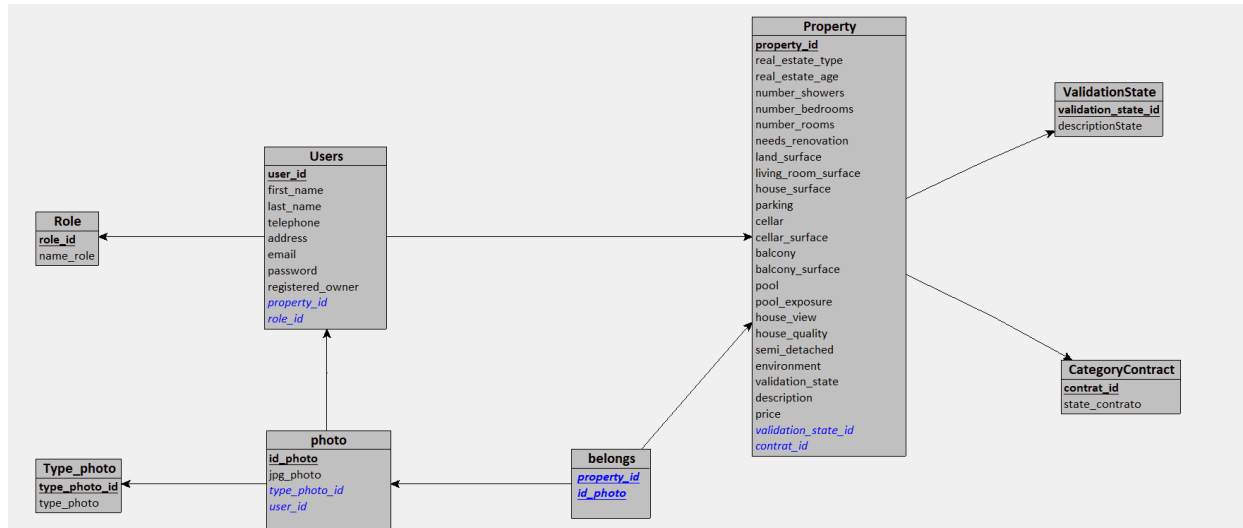 Role
role_id
name_role
Users
user_id
first_name
last_name
telephone
address
email
password
registered_owner
property_id
role_id
Type_photo
type_photo_id
type_photo
photo
id_photo
jpg_photo
type_photo_id
user_id
belongs
property_id
id_photo
Property
property_id
real_estate_type
real_estate_age
number_showers
number_bedrooms
number_rooms
needs_renovation
land_surface
living_room_surface
house_surface
parking
cellar
cellar_surface
balcony
balcony_surface
pool
pool_exposure
house_view
house_quality
semi_detached
environment
validation_state
description
price
validation_state_id
contrat_id
ValidationState
validation_state_id
descriptionState
CategoryContract
contrat_id
state_contrato